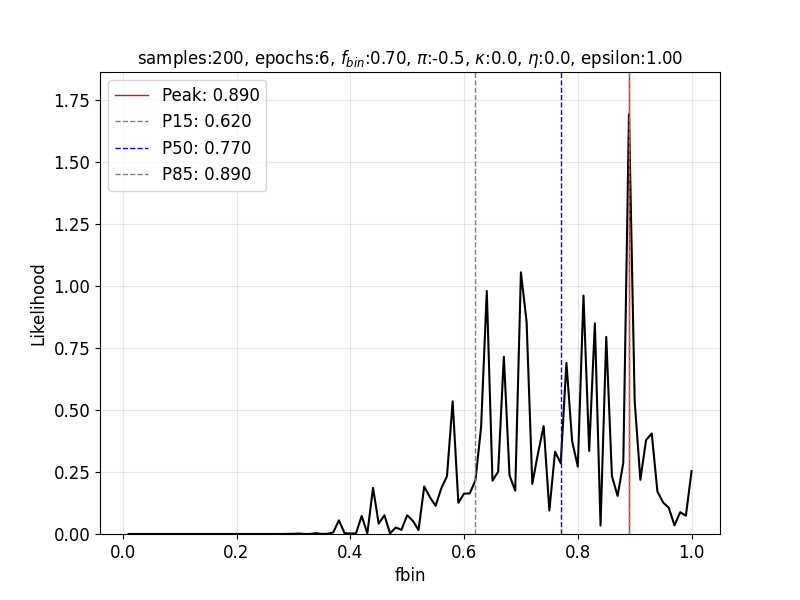 samples:200, epochs:6, $f_{bin}$:0.70, π:-0.5, κ:0.0, η:0.0, epsilon:1.00
Peak: 0.890
P15: 0.620
P50: 0.770
P85: 0.890
1.75
1.50
1.25
1.00
0.75
0.50
0.25
0.00
Likelihood
0.0 0.2 0.4 0.6 0.8 1.0
fbin